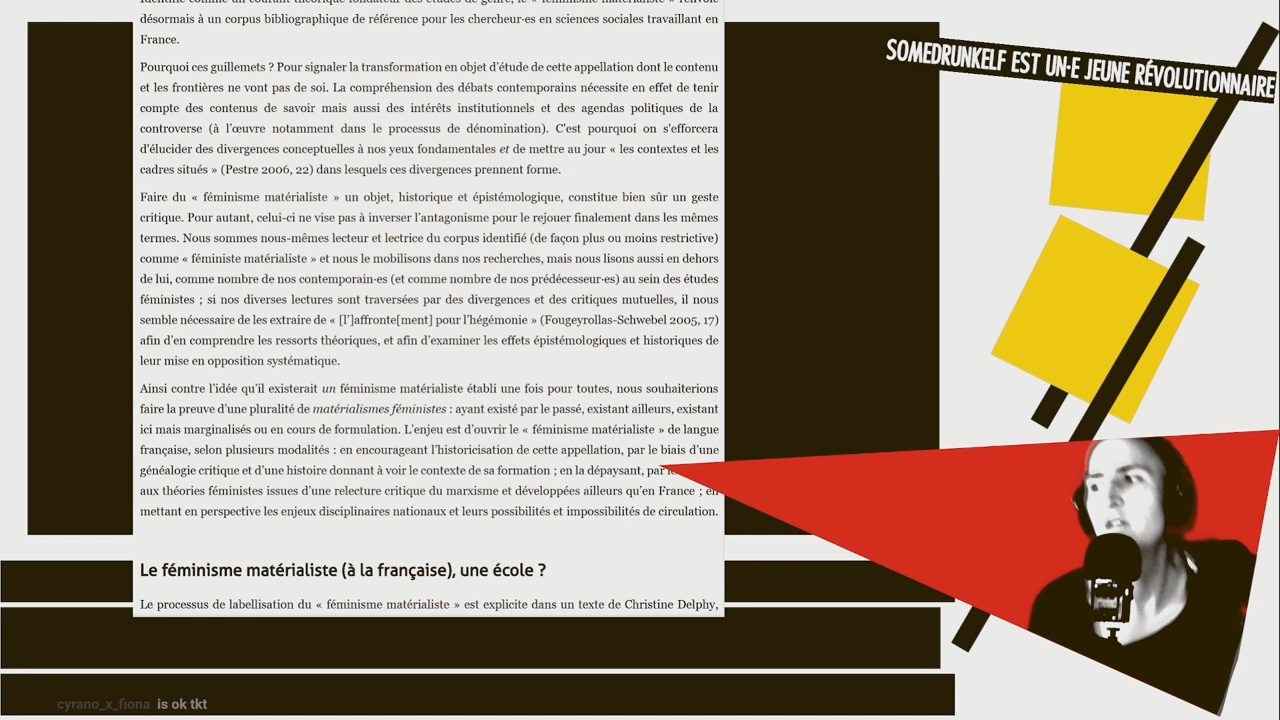 identifié comme un courant théorique fondateur des études de genre, le « féminisme matérialiste » renvoie
désormais à un corpus bibliographique de référence pour les chercheur·es en sciences sociales travaillant en
France.
Pourquoi ces guillemets ? Pour signifier la transformation en objet d'étude de cette appellation dont le contenu
et les frontières ne vont pas de soi. La compréhension des débats contemporains nécessite en effet de tenir
compte des contenus de savoir mais aussi des intérêts institutionnels et des agendas politiques de la
controverse (à l'œuvre notamment dans le processus de dénomination). C'est pourquoi on s'efforcera
d'élucider des divergences conceptuelles à nos yeux fondamentales et de mettre au jour « les contextes et les
cadres situés » (Pestre 2006, 22) dans lesquels ces divergences prennent forme.
Faire du « féminisme matérialiste » un objet, historique et épistémologique, constitue bien sûr un geste
critique. Pour autant, celui-ci ne vise pas à inverser l'antagonisme pour le rejouer finalement dans les mêmes
termes. Nous sommes nous-mêmes lecteur et lectrice du corpus identifié (de façon plus ou moins restrictive)
comme « féministe matérialiste » et nous le mobilisons dans nos recherches, mais nous lisons aussi en dehors
de lui, comme nombre de nos contemporain·es (et comme nombre de nos prédécesseur·es) au sein des études
féministes ; si nos diverses lectures sont traversées par des divergences et des critiques mutuelles, il nous
semble nécessaire de les extraire de « [l']affronte[ment] pour l'hégémonie » (Fougeyrollas-Schwebel 2005, 17)
afin d'en comprendre les ressorts théoriques, et afin d'examiner les effets épistémologiques et historiques de
leur mise en opposition systématique.
Ainsi contre l'idée qu'il existerait un féminisme matérialiste établi une fois pour toutes, nous souhaiterions
faire la preuve d'une pluralité de matérialismes féministes : ayant existé par le passé, existant ailleurs, existant
ici mais marginalisés ou en cours de formulation. L'enjeu est d'ouvrir le « féminisme matérialiste » de langue
française, selon plusieurs modalités : en encourageant l'historicisation de cette appellation, par le biais d'une
généalogie critique et d'une histoire donnant à voir le contexte de sa formation ; en la dépaysant, par
aux théories féministes issues d'une relecture critique du marxisme et développées ailleurs qu'en France ; en
mettant en perspective les enjeux disciplinaires nationaux et leurs possibilités et impossibilités de circulation.
Le féminisme matérialiste (à la française), une école ?
Le processus de labellisation du « féminisme matérialiste » est explicite dans un texte de Christine Delphy,
SOMEDRUNKELF EST UN·E JEUNE RÉVOLUTIONNAIRE
cyrano_x_fiona is ok tkt